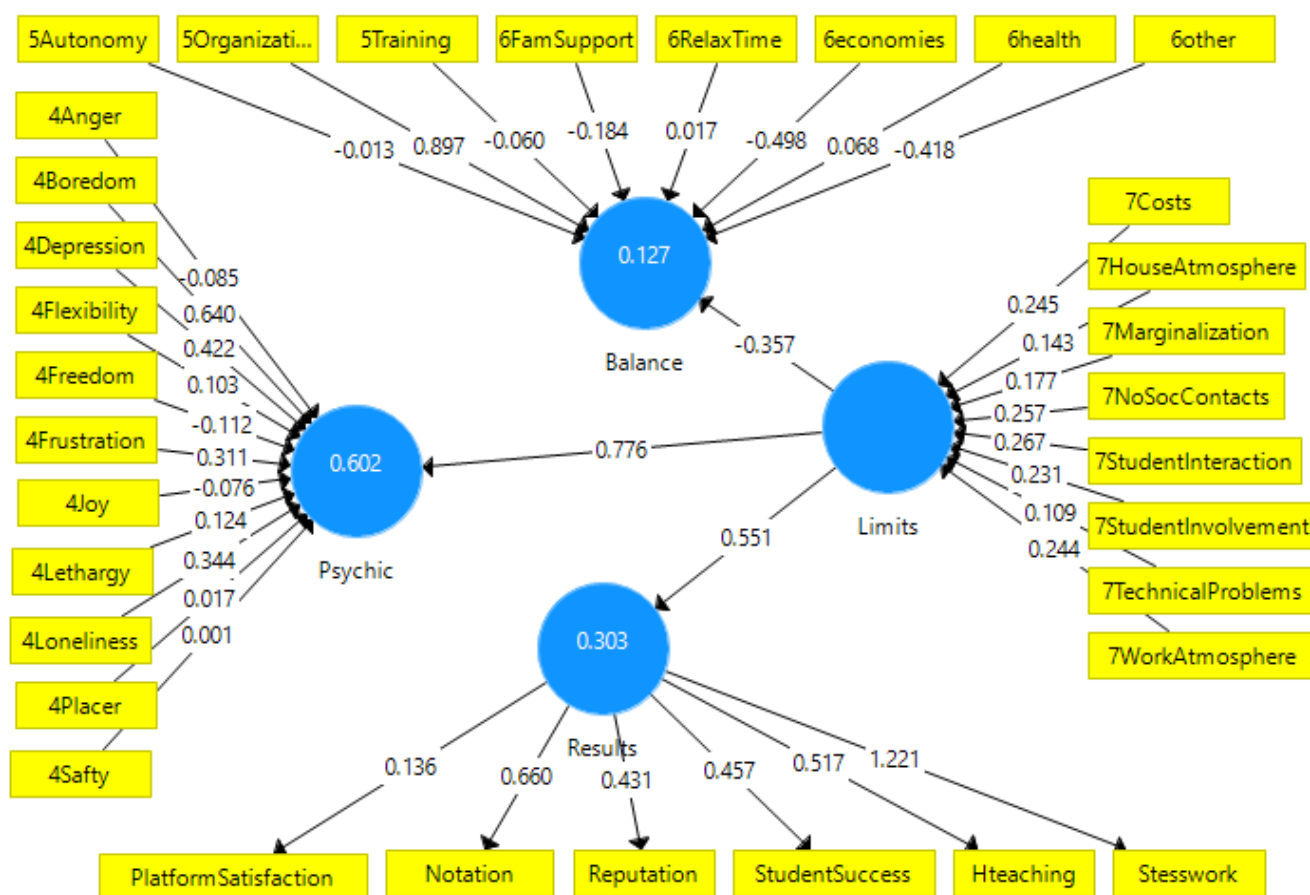 5Autonomy
5Organizati...
5Training
6FamSupport
6RelaxTime
6economies
6health
6other
-0.013
0.897
-0.060
-0.184
0.017
-0.498
0.068
-0.418
4Anger
4Boredom
4Depression
4Flexibility
4Freedom
4Frustration
4Joy
4Lethargy
4Loneliness
4Placer
4Safty
-0.085
0.640
0.422
0.103
-0.112
0.311
-0.076
0.124
0.344
0.017
0.001
0.127
Balance
-0.357
0.602
Psychic
0.776
Limits
0.551
0.303
Results
7Costs
7HouseAtmosphere
7Marginalization
7NoSocContacts
7StudentInteraction
7StudentInvolvement
7TechnicalProblems
7WorkAtmosphere
0.245
0.143
0.177
0.257
0.267
0.231
0.109
0.244
0.136
0.660
0.431
0.457
0.517
1.221
PlatformSatisfaction
Notation
Reputation
StudentSuccess
Hteaching
Stesswork